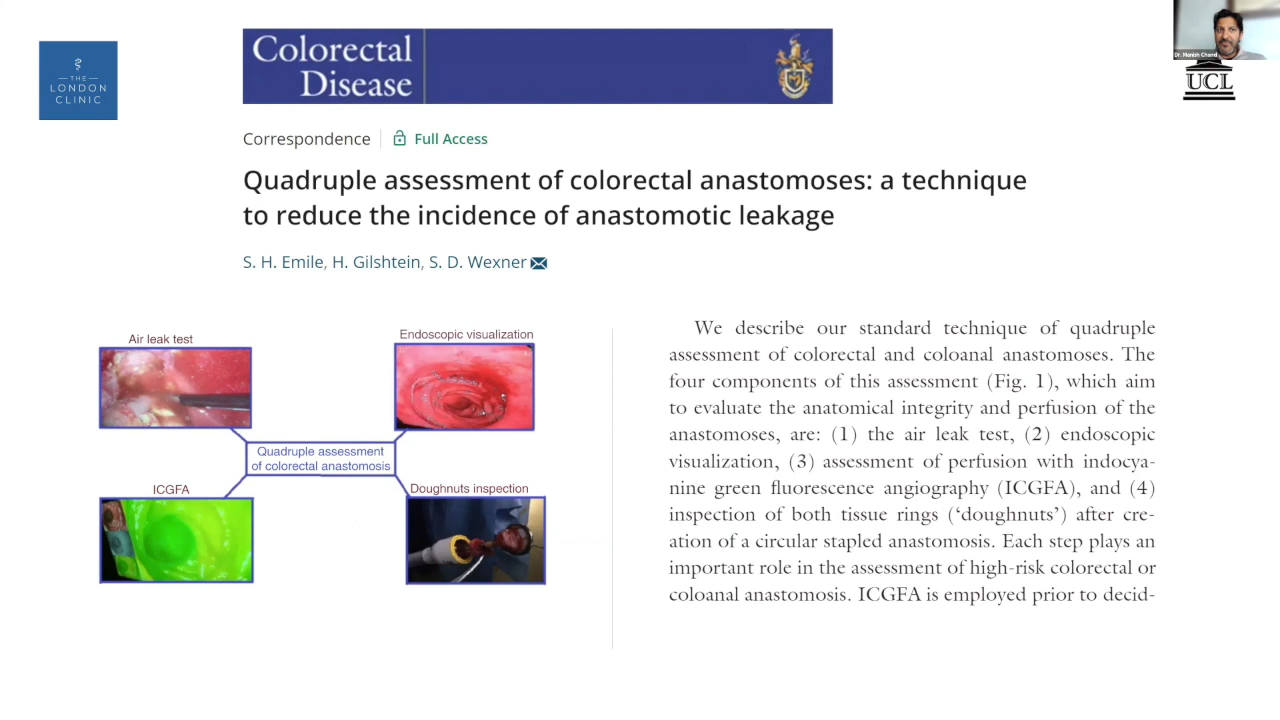 THE
LONDON
CLINIC
Colorectal
Disease
Dr. Manish Chand
UCL
Correspondence
Full Access
Quadruple assessment of colorectal anastomoses: a technique
to reduce the incidence of anastomotic leakage
S. H. Emile, H. Gilshtein, S. D. Wexner
Air leak test
Endoscopic visualization
Quadruple assessment
of colorectal anastomosis
ICGFA
Doughnuts inspection
We describe our standard technique of quadruple
assessment of colorectal and coloanal anastomoses. The
four components of this assessment (Fig. 1), which aim
to evaluate the anatomical integrity and perfusion of the
anastomoses, are: (1) the air leak test, (2) endoscopic
visualization, (3) assessment of perfusion with indocya-
nine green fluorescence angiography (ICGFA), and (4)
inspection of both tissue rings (‘doughnuts’) after cre-
ation of a circular stapled anastomosis. Each step plays an
important role in the assessment of high-risk colorectal or
coloanal anastomosis. ICGFA is employed prior to decid-